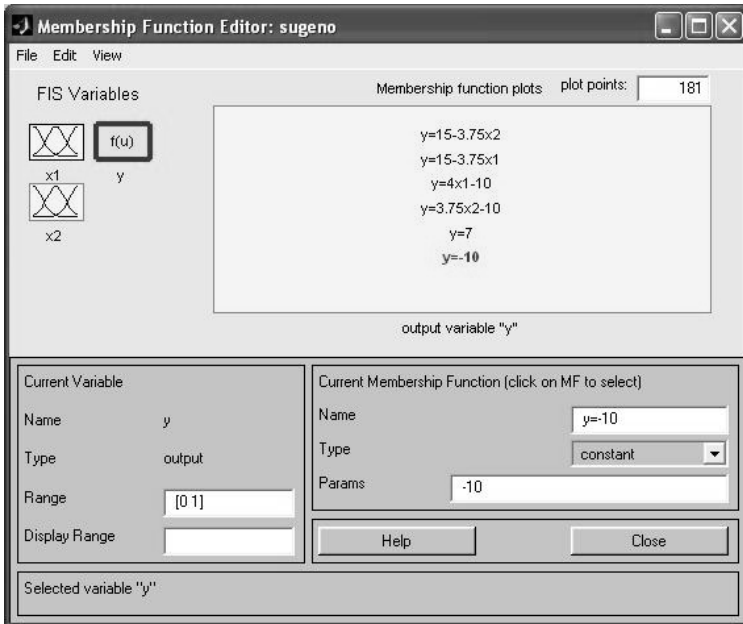 Membership Function Editor: sugeno
File Edit View
FIS Variables
Membership function plots plot points: 181
f(u)
x1 y
x2
y=15-3.75x2
y=15-3.75x1
y=4x1-10
y=3.75x2-10
y=7
y=-10
output variable "y"
Current Variable
Name y
Type output
Range [0 1]
Display Range
Current Membership Function (click on MF to select)
Name y=-10
Type constant
Params -10
Help Close
Selected variable "y"